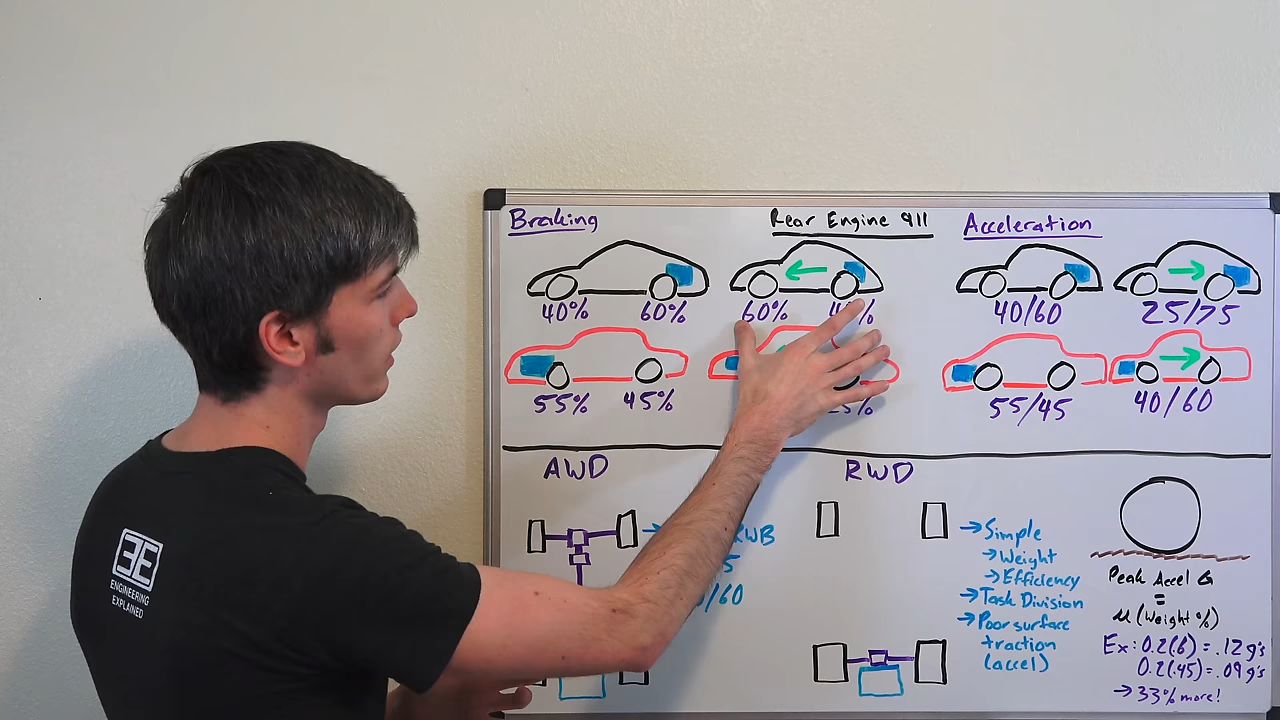 Braking
Rear Engine 911
Acceleration
40% 60%
60%
40/60
25/75
55% 45%
55/45
40/60
AWD
RWD
→Simple
→Weight
→Efficiency
→Task Division
→Poor surface
traction
(accel)
Peak Accel G
=
μ(Weight %)
Ex: 0.2(.6) = .12 g's
0.2(.45) = .09 g's
→33% more!
ƎE
ENGINEERING
EXPLAINED